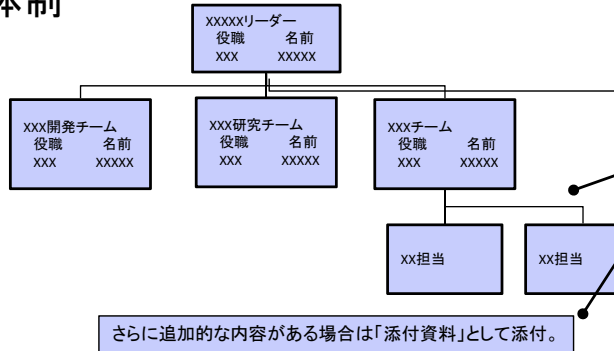 体制
xxxxxリーダー
役職 名前
xxx xxxxx
xxx開発チーム
役職 名前
xxx xxxxx
xxx研究チーム
役職 名前
xxx xxxxx
xxxチーム
役職 名前
xxx xxxxx
xx担当
xx担当
さらに追加的な内容がある場合は「添付資料」として添付。